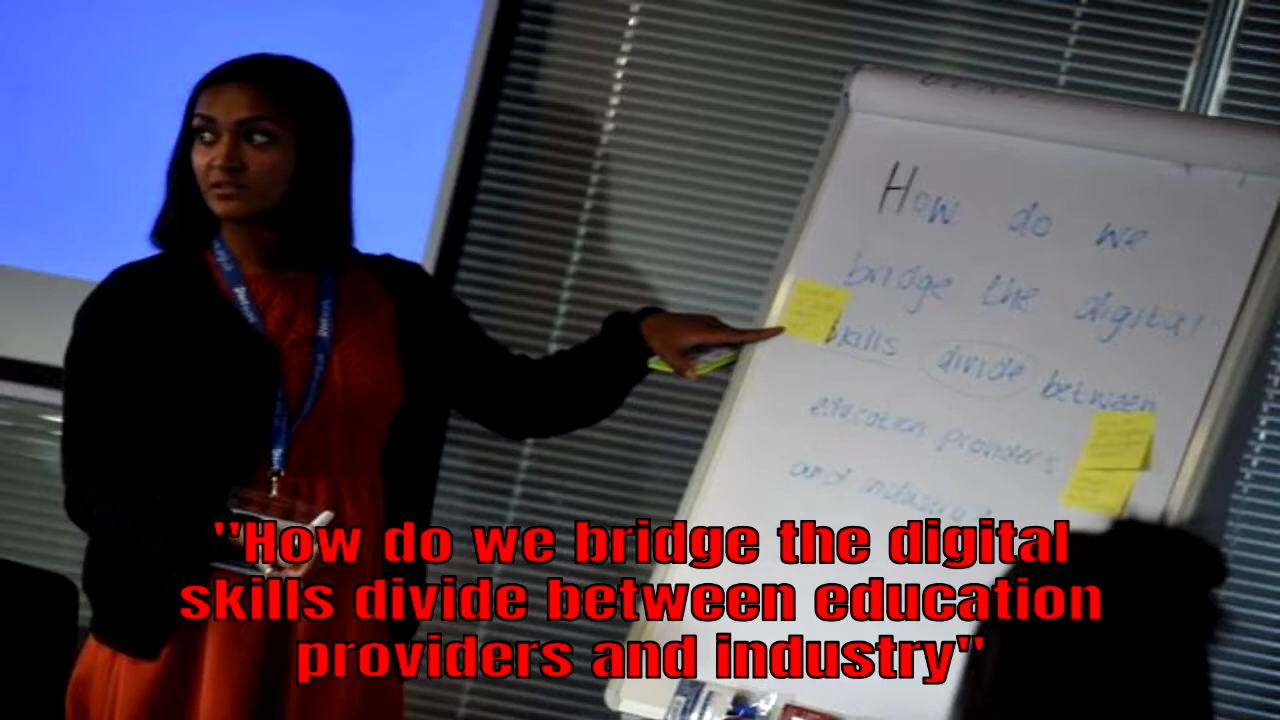 How do we
bridge the digital
skills divide between
education providers
and industry?
"How do we bridge the digital
skills divide between education
providers and industry"